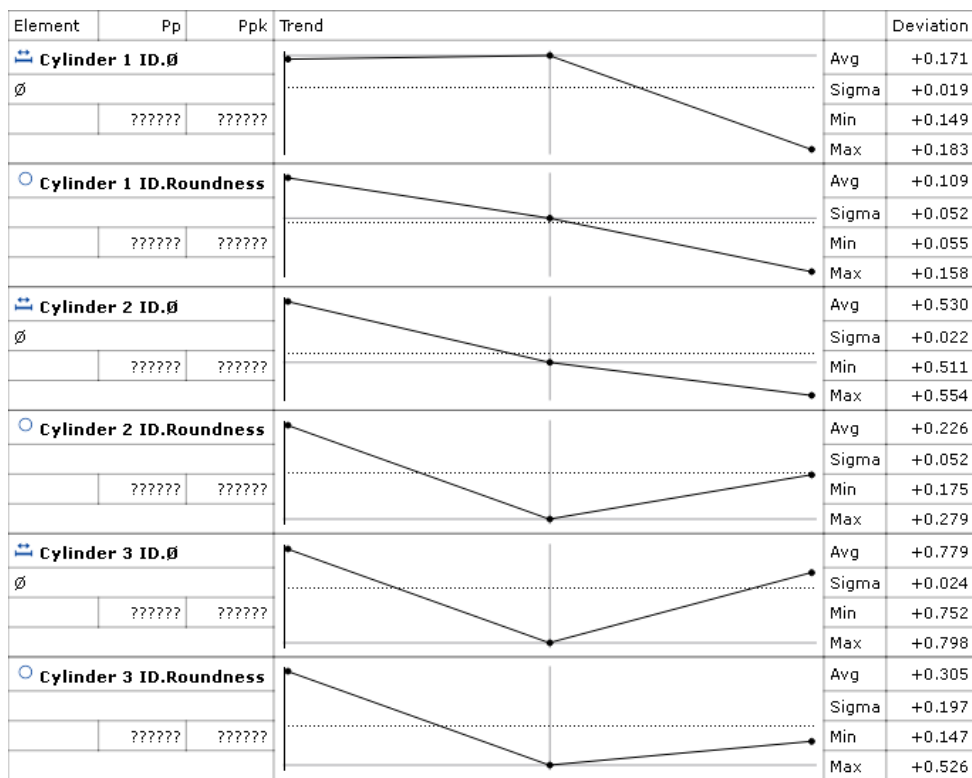 Element Pp Ppk Trend Deviation
Cylinder 1 ID.Ø Avg +0.171
Ø Sigma +0.019
?????? ?????? Min +0.149
Max +0.183
Cylinder 1 ID.Roundness Avg +0.109
Sigma +0.052
?????? ?????? Min +0.055
Max +0.158
Cylinder 2 ID.Ø Avg +0.530
Ø Sigma +0.022
?????? ?????? Min +0.511
Max +0.554
Cylinder 2 ID.Roundness Avg +0.226
Sigma +0.052
?????? ?????? Min +0.175
Max +0.279
Cylinder 3 ID.Ø Avg +0.779
Ø Sigma +0.024
?????? ?????? Min +0.752
Max +0.798
Cylinder 3 ID.Roundness Avg +0.305
Sigma +0.197
?????? ?????? Min +0.147
Max +0.526